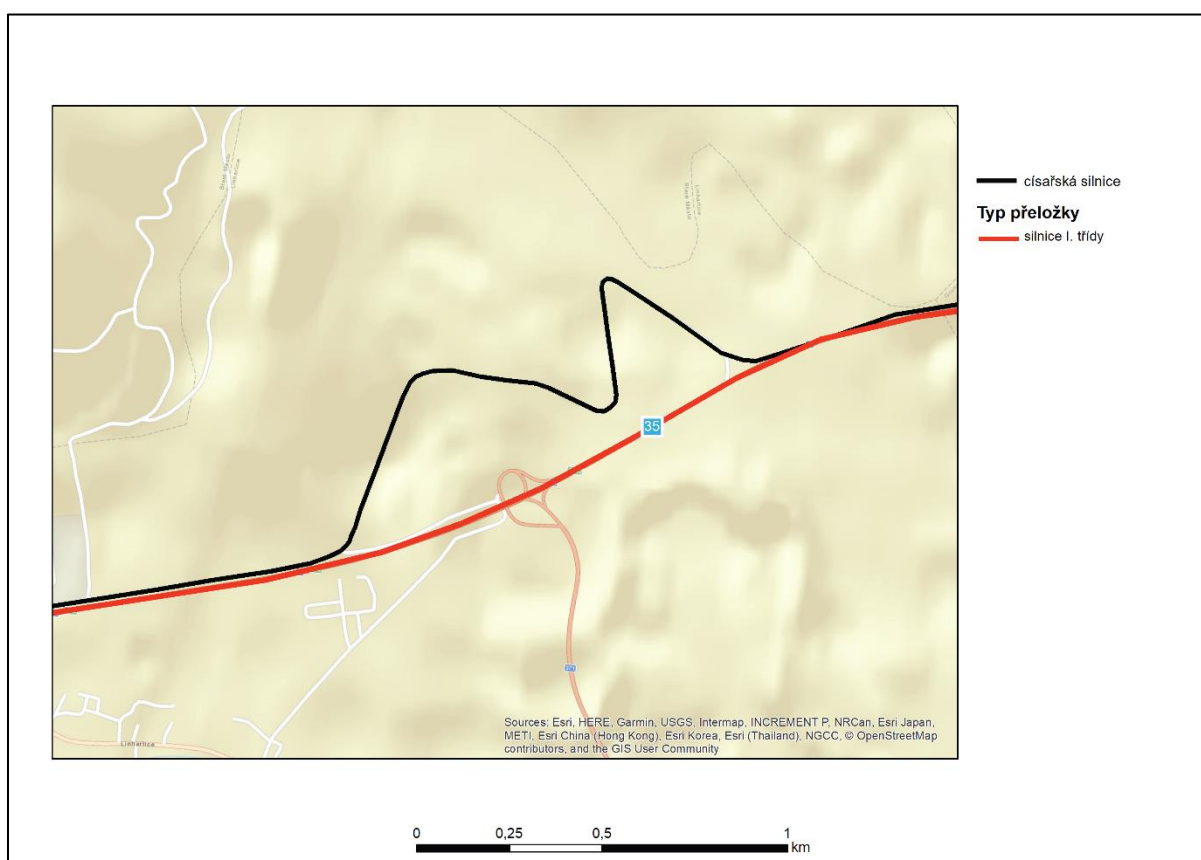 císařská silnice
Typ přeložky
silnice I. třídy
35
Sources: Esri, HERE, Garmin, USGS, Intermap, INCREMENT P, NRCan, Esri Japan,
METI, Esri China (Hong Kong), Esri Korea, Esri (Thailand), NGCC, © OpenStreetMap
contributors, and the GIS User Community
0 0,25 0,5 1
km